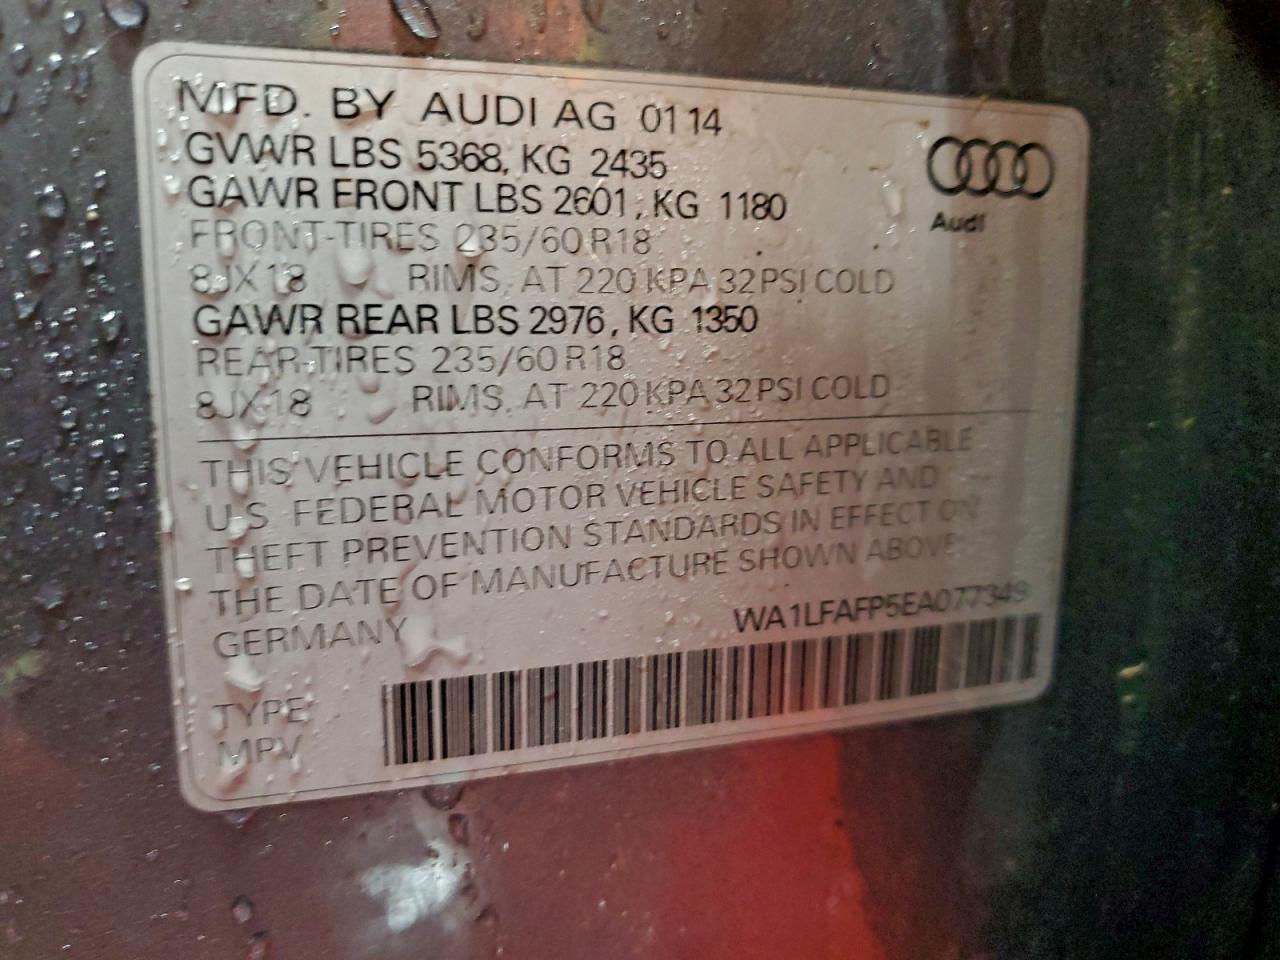 MFD. BY AUDI AG 01 14
GVWR LBS 5368, KG 2435
GAWR FRONT LBS 2601, KG 1180
Audi
FRONT-TIRES 235/60 R18
8JX18 RIMS, AT 220 KPA 32 PSI COLD
GAWR REAR LBS 2976, KG 1350
REAR-TIRES 235/60 R18
8JX18 RIMS, AT 220 KPA 32 PSI COLD
THIS VEHICLE CONFORMS TO ALL APPLICABLE
U.S. FEDERAL MOTOR VEHICLE SAFETY AND
THEFT PREVENTION STANDARDS IN EFFECT ON
THE DATE OF MANUFACTURE SHOWN ABOVE
GERMANY WA1LFAFP5EA077349
TYPE:
MPV